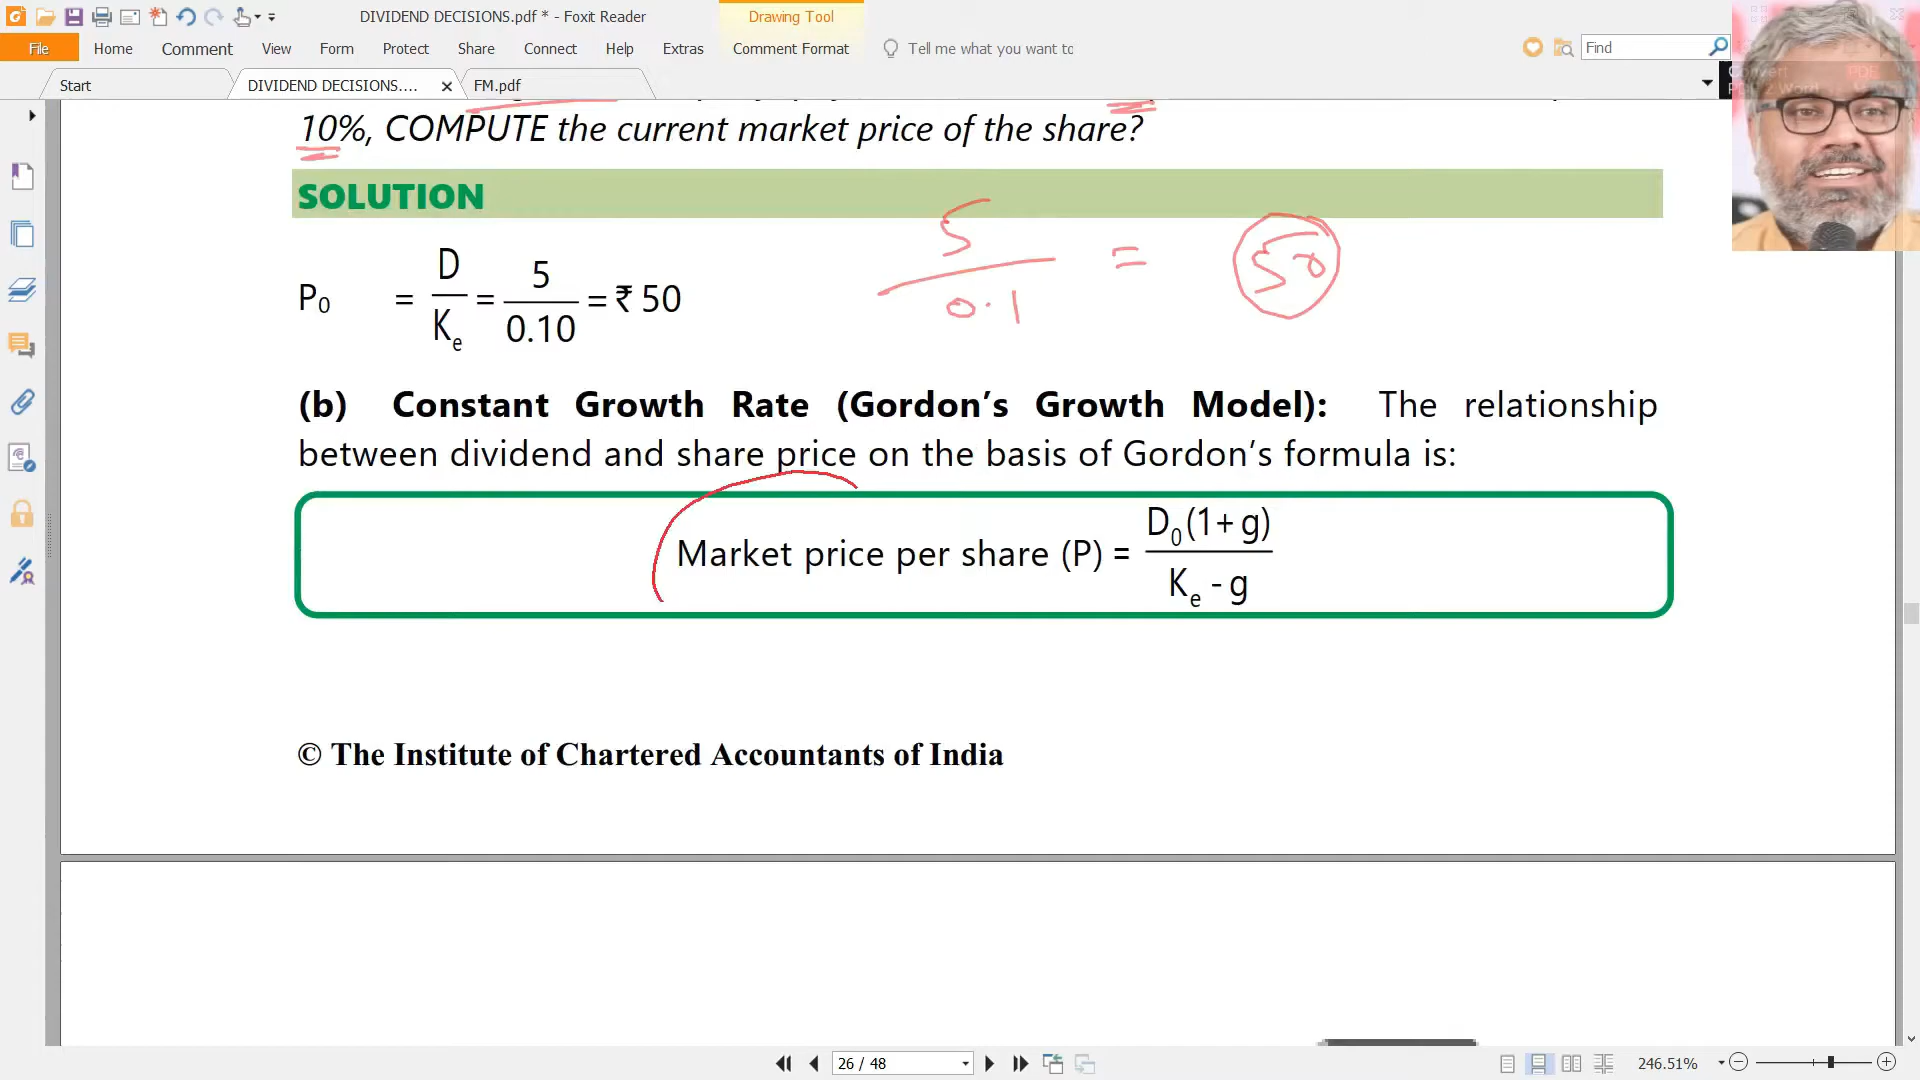 DIVIDEND DECISIONS.pdf * - Foxit Reader
Drawing Tool
File Home Comment View Form Protect Share Connect Help Extras Comment Format Tell me what you want to Find
Start DIVIDEND DECISIONS.... FM.pdf
10%, COMPUTE the current market price of the share?
SOLUTION
P0 = D/Ke = 5/0.10 = ₹ 50
5/0.1 = 50
(b) Constant Growth Rate (Gordon’s Growth Model): The relationship
between dividend and share price on the basis of Gordon’s formula is:
Market price per share (P) = D0(1+ g)/Ke - g
© The Institute of Chartered Accountants of India
26 / 48
246.51%